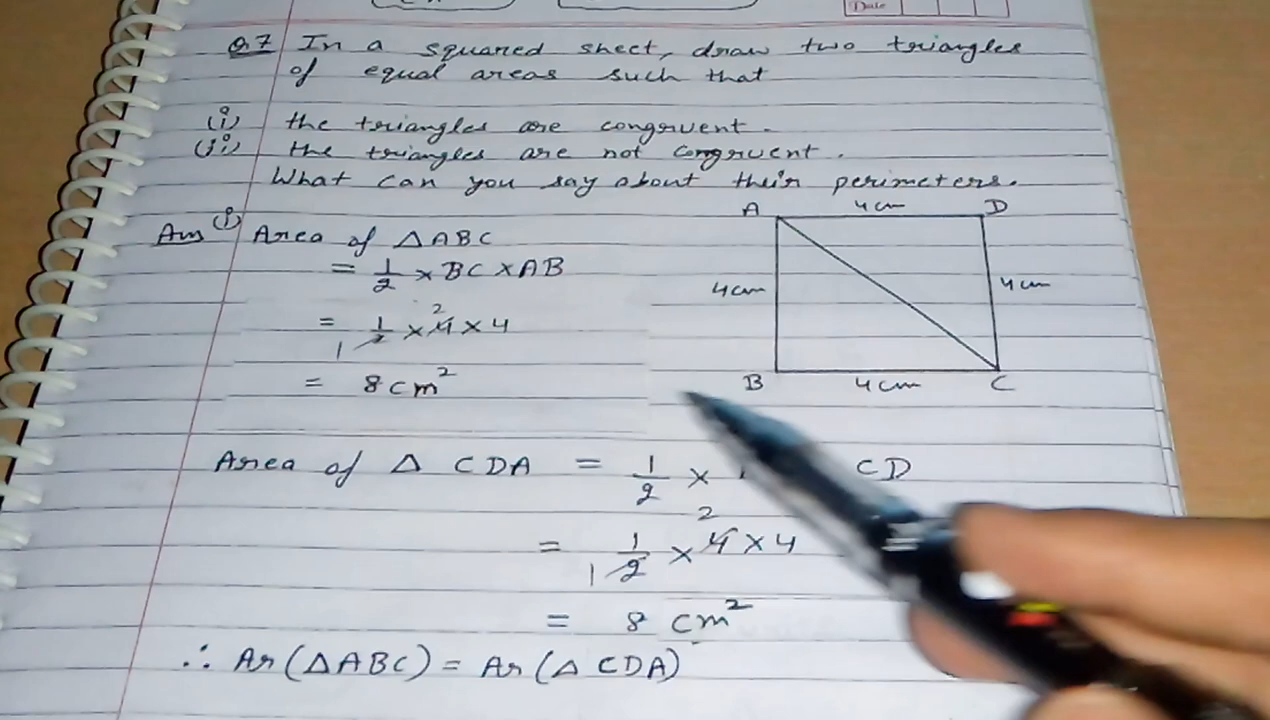 Date
Q.7 In a squared sheet, draw two triangles
of equal areas such that
(i) the triangles are congruent.
(ii) the triangles are not congruent.
What can you say about their perimeters.
Ans (i) Area of △ABC
= 1/2 × BC × AB
= 1/2 × 4 × 4
2
1
= 8 cm²
A 4cm D
4cm 4cm
B 4cm C
Area of △ CDA = 1/2 × CD
= 1/2 × 4 × 4
2
1
= 8 cm²
∴ Ar(△ABC) = Ar(△ CDA)